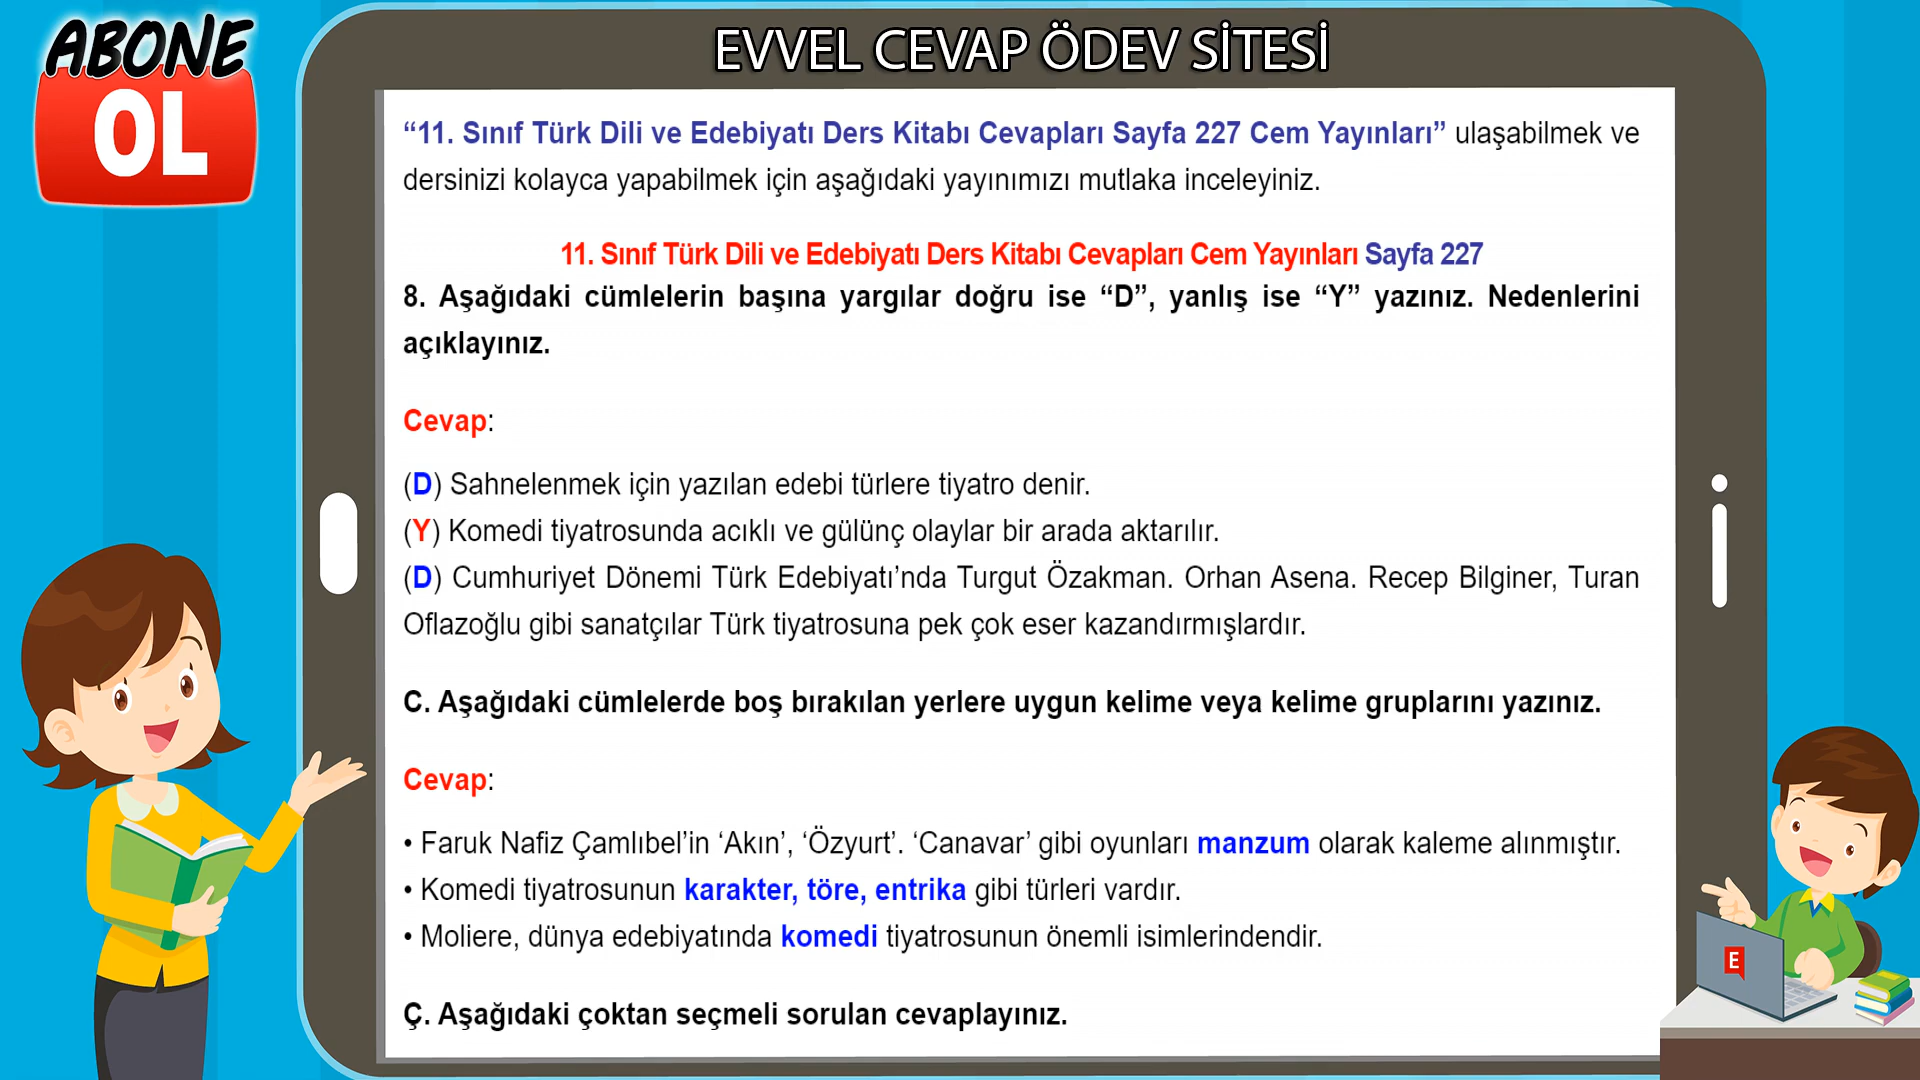 ABONE
OL
EVVEL CEVAP ÖDEV SİTESİ
“11. Sınıf Türk Dili ve Edebiyatı Ders Kitabı Cevapları Sayfa 227 Cem Yayınları” ulaşabilmek ve
dersinizi kolayca yapabilmek için aşağıdaki yayınımızı mutlaka inceleyiniz.
11. Sınıf Türk Dili ve Edebiyatı Ders Kitabı Cevapları Cem Yayınları Sayfa 227
8. Aşağıdaki cümlelerin başına yargılar doğru ise “D”, yanlış ise “Y” yazınız. Nedenlerini
açıklayınız.
Cevap:
(D) Sahnelenmek için yazılan edebi türlere tiyatro denir.
(Y) Komedi tiyatrosunda acıklı ve gülünç olaylar bir arada aktarılır.
(D) Cumhuriyet Dönemi Türk Edebiyatı’nda Turgut Özakman. Orhan Asena. Recep Bilginer, Turan
Oflazoğlu gibi sanatçılar Türk tiyatrosuna pek çok eser kazandırmışlardır.
C. Aşağıdaki cümlelerde boş bırakılan yerlere uygun kelime veya kelime gruplarını yazınız.
Cevap:
• Faruk Nafiz Çamlıbel’in ‘Akın’, ‘Özyurt’. ‘Canavar’ gibi oyunları manzum olarak kaleme alınmıştır.
• Komedi tiyatrosunun karakter, töre, entrika gibi türleri vardır.
• Moliere, dünya edebiyatında komedi tiyatrosunun önemli isimlerindendir.
Ç. Aşağıdaki çoktan seçmeli sorulan cevaplayınız.
E